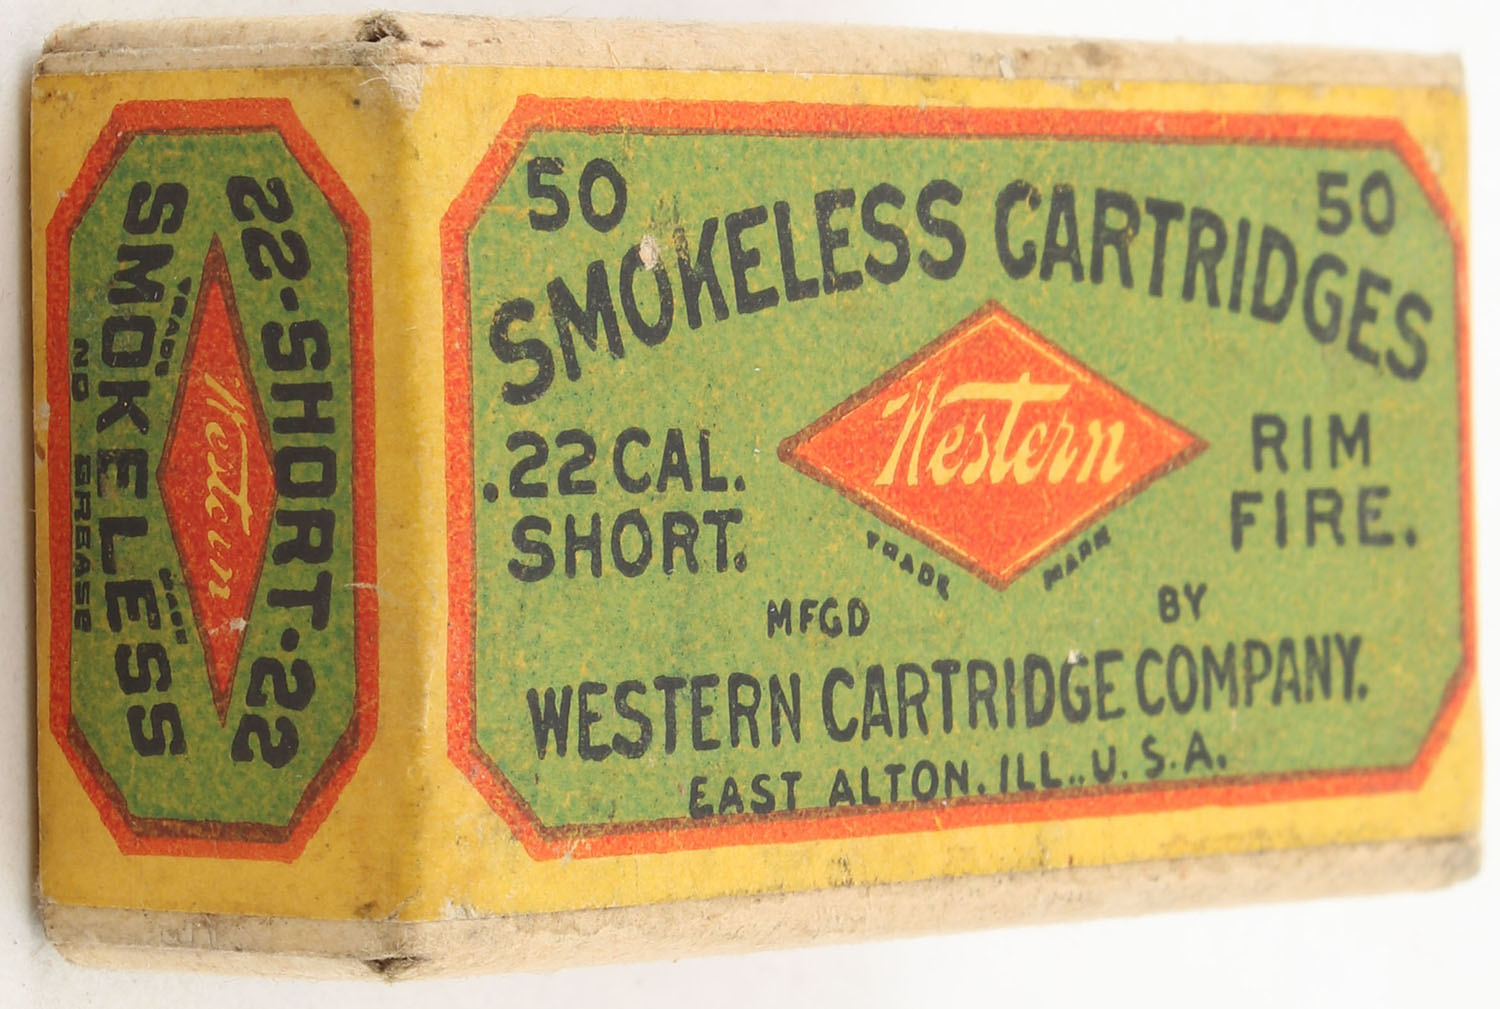 50 50
SMOKELESS CARTRIDGES
.22 CAL.
SHORT.
Western
TRADE MARK
RIM
FIRE.
MFGD BY
WESTERN CARTRIDGE COMPANY.
EAST ALTON. ILL., U. S. A.
22-SHORT-22
Western
TRADE MARK
SMOKELESS
NO GREASE